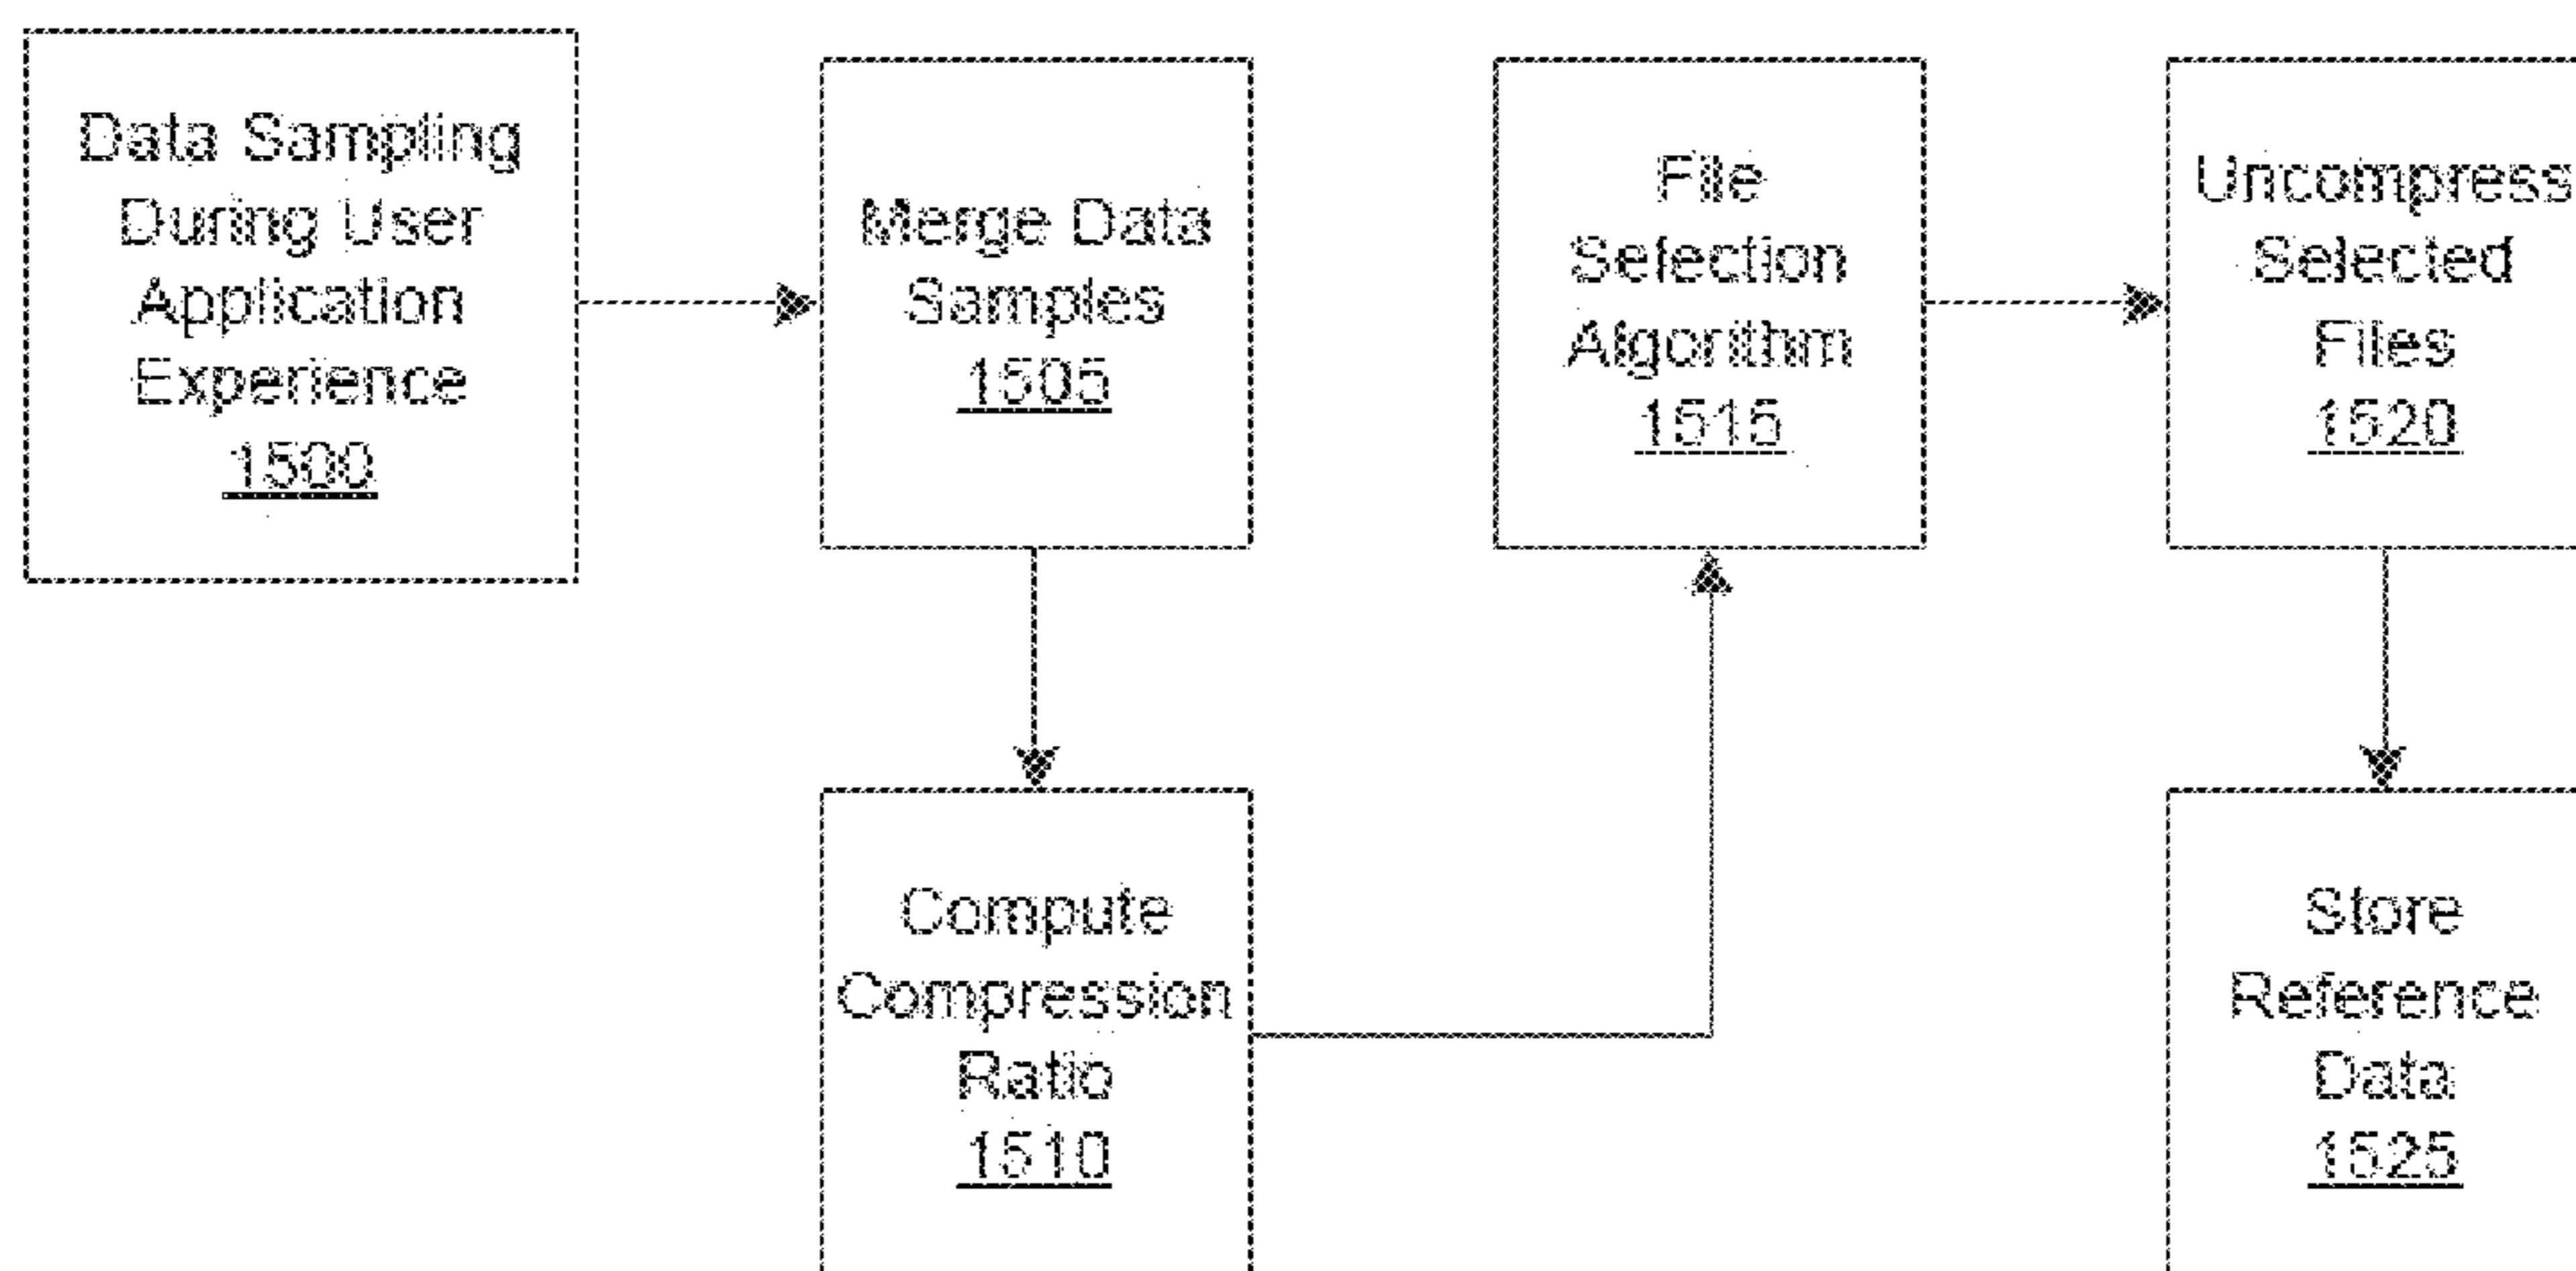 Data Sampling
During User
Application
Experience
1500
Merge Data
Samples
1505
Compute
Compression
Ratio
1510
File
Selection
Algorithm
1515
Uncompress
Selected
Files
1520
Store
Reference
Data
1525